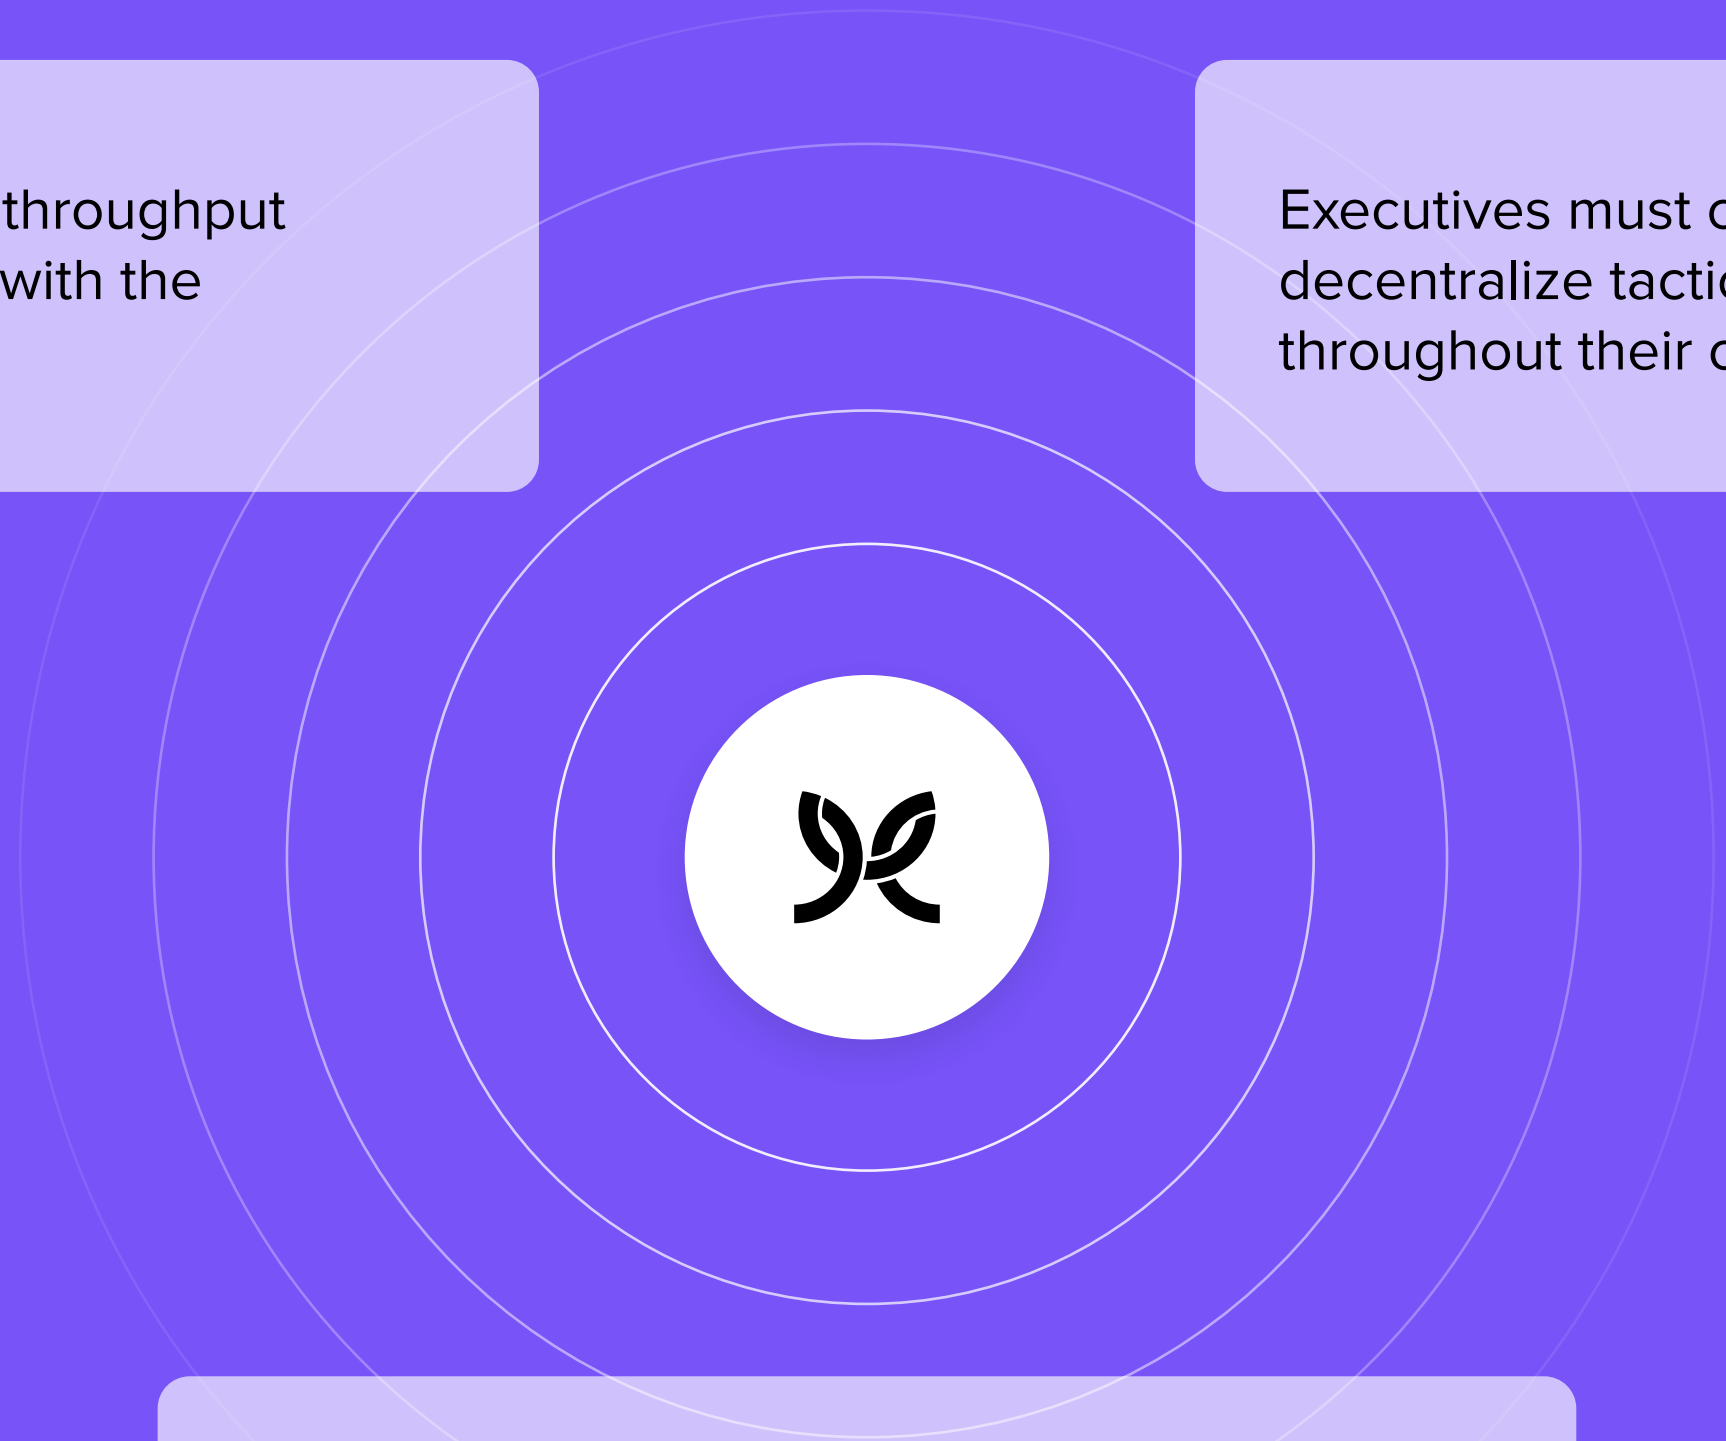 throughput
with the
Executives must
decentralize
throughout their